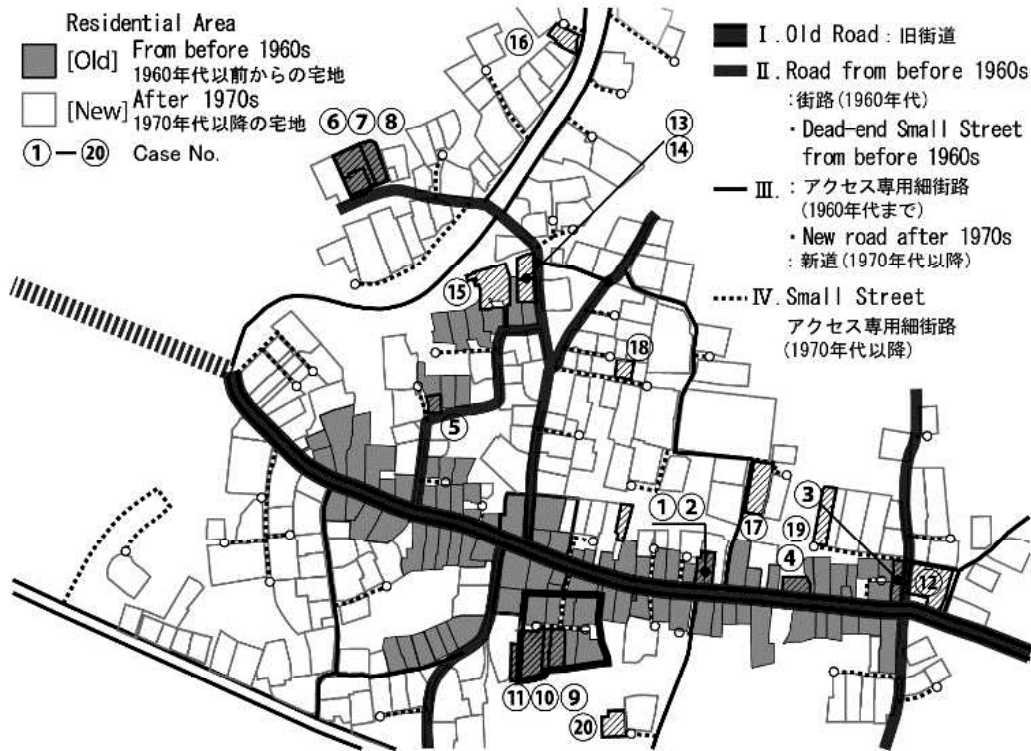 Residential Area
[Old] From before 1960s
1960年代以前からの宅地
[New] After 1970s
1970年代以降の宅地
①—⑳ Case No.
Ⅰ. Old Road : 旧街道
Ⅱ. Road from before 1960s
:街路(1960年代)
・Dead-end Small Street
from before 1960s
Ⅲ. : アクセス専用細街路
(1960年代まで)
・New road after 1970s
: 新道(1970年代以降)
Ⅳ. Small Street
アクセス専用細街路
(1970年代以降)
⑯
⑥⑦⑧
⑬
⑭
⑮
⑱
⑤
①②
⑰
③
⑲
④
⑫
⑪⑩⑨
⑳